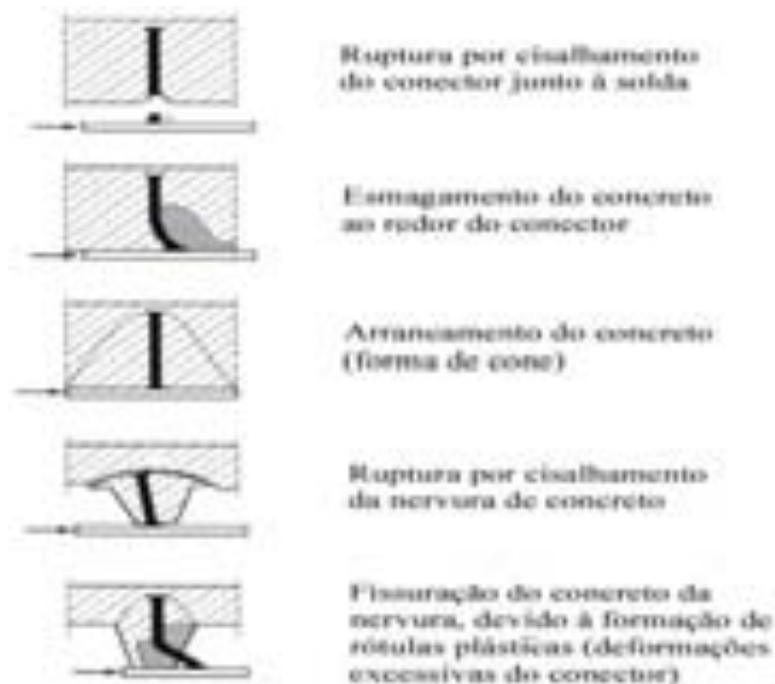 Ruptura por cisalhamento
do conector junto à solda
Esmagamento do concreto
ao redor do conector
Arrancamento do concreto
(forma de cone)
Ruptura por cisalhamento
da nervura de concreto
Fissuração do concreto da
nervura, devido à formação de
rótulas plásticas (deformações
excessivas do conector)